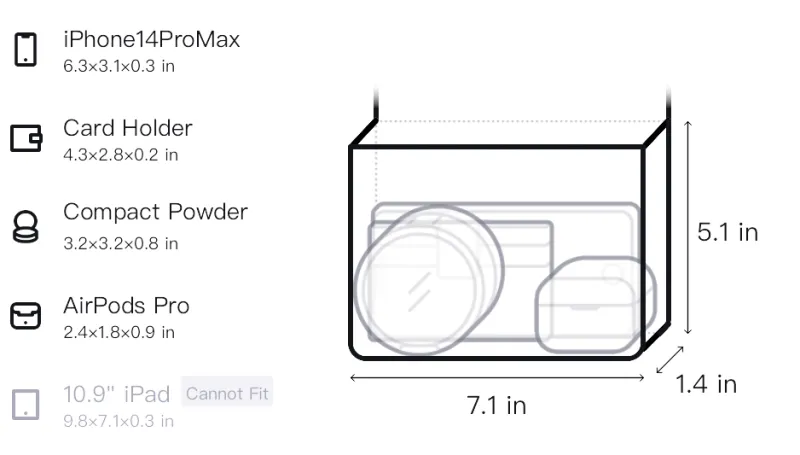 iPhone14ProMax
6.3×3.1×0.3 in
Card Holder
4.3×2.8×0.2 in
Compact Powder
3.2×3.2×0.8 in
AirPods Pro
2.4×1.8×0.9 in
10.9" iPad Cannot Fit
9.8×7.1×0.3 in
5.1 in
1.4 in
7.1 in